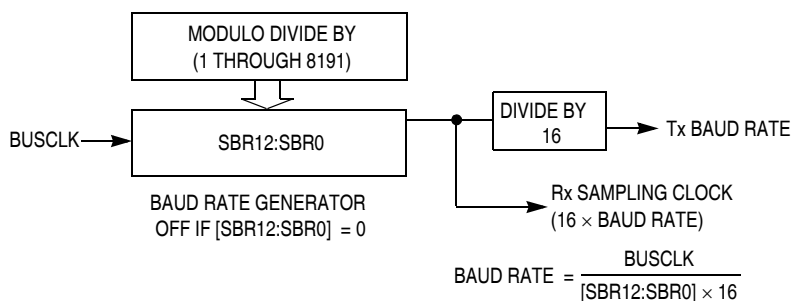 MODULO DIVIDE BY
(1 THROUGH 8191)
BUSCLK
SBR12:SBR0
DIVIDE BY
16
Tx BAUD RATE
BAUD RATE GENERATOR
OFF IF [SBR12:SBR0] = 0
Rx SAMPLING CLOCK
(16 × BAUD RATE)
BAUD RATE =
BUSCLK
[SBR12:SBR0] × 16